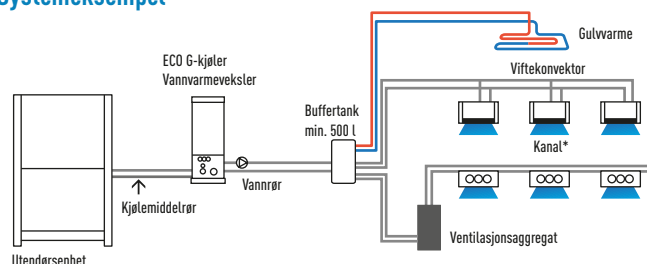 Systemeksempel
Gulvvarme
ECO G-kjøler
Vannvarmeveksler
Viftekonvektor
Buffertank
min. 500 l
Kanal*
Vannrør
Kjølemiddelrør
Ventilasjonsaggregat
Utendørsenhet